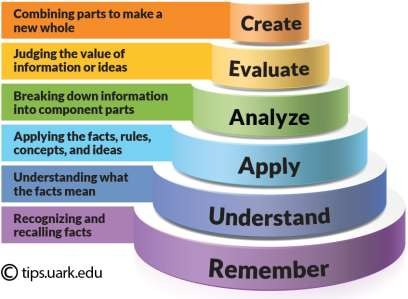 Combining parts to make a
new whole
Create
Judging the value of
information or ideas
Evaluate
Breaking down information
into component parts
Analyze
Applying the facts, rules,
concepts, and ideas
Apply
Understanding what
the facts mean
Understand
Recognizing and
recalling facts
Remember
© tips.uark.edu